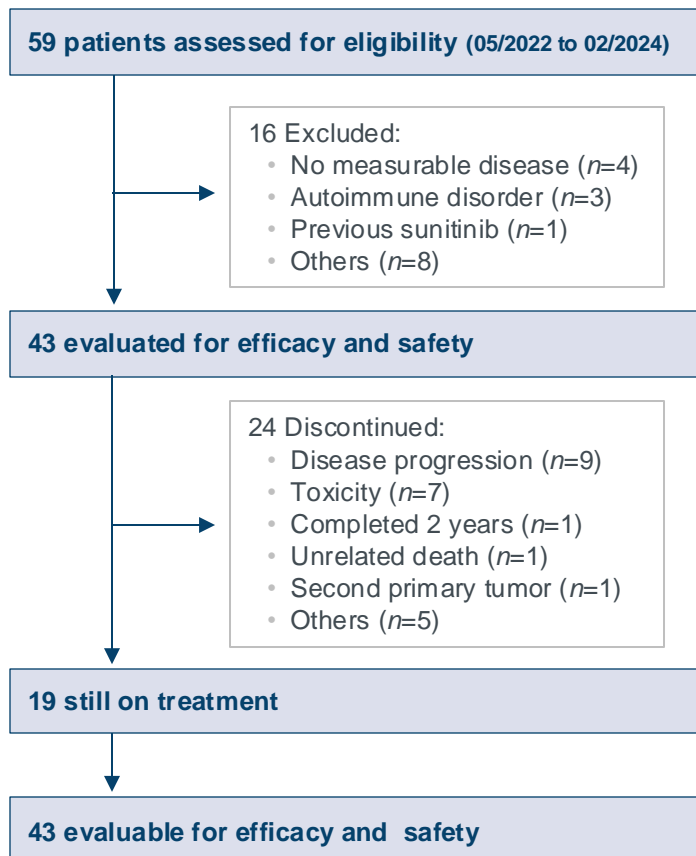 59 patients assessed for eligibility (05/2022 to 02/2024)
16 Excluded:
• No measurable disease (n=4)
• Autoimmune disorder (n=3)
• Previous sunitinib (n=1)
• Others (n=8)
43 evaluated for efficacy and safety
24 Discontinued:
• Disease progression (n=9)
• Toxicity (n=7)
• Completed 2 years (n=1)
• Unrelated death (n=1)
• Second primary tumor (n=1)
• Others (n=5)
19 still on treatment
43 evaluable for efficacy and safety